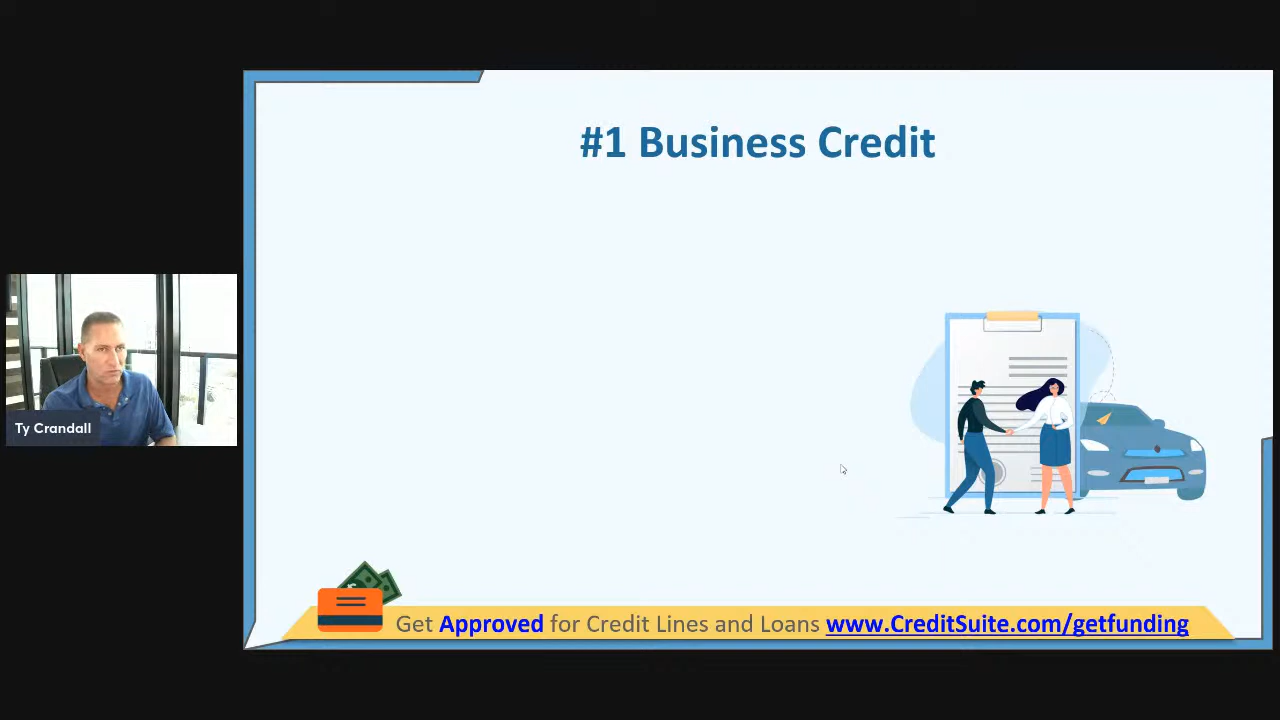 #1 Business Credit
Ty Crandall
Get Approved for Credit Lines and Loans www.CreditSuite.com/getfunding